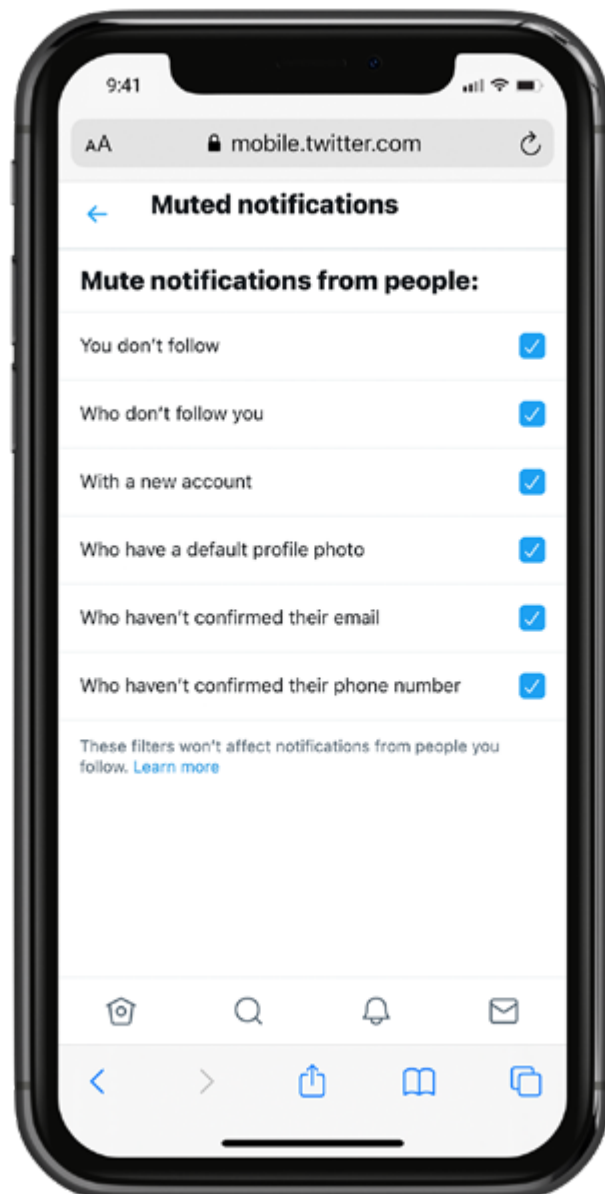 9:41
AA mobile.twitter.com
Muted notifications
Mute notifications from people:
You don't follow
Who don't follow you
With a new account
Who have a default profile photo
Who haven't confirmed their email
Who haven't confirmed their phone number
These filters won't affect notifications from people you
follow. Learn more